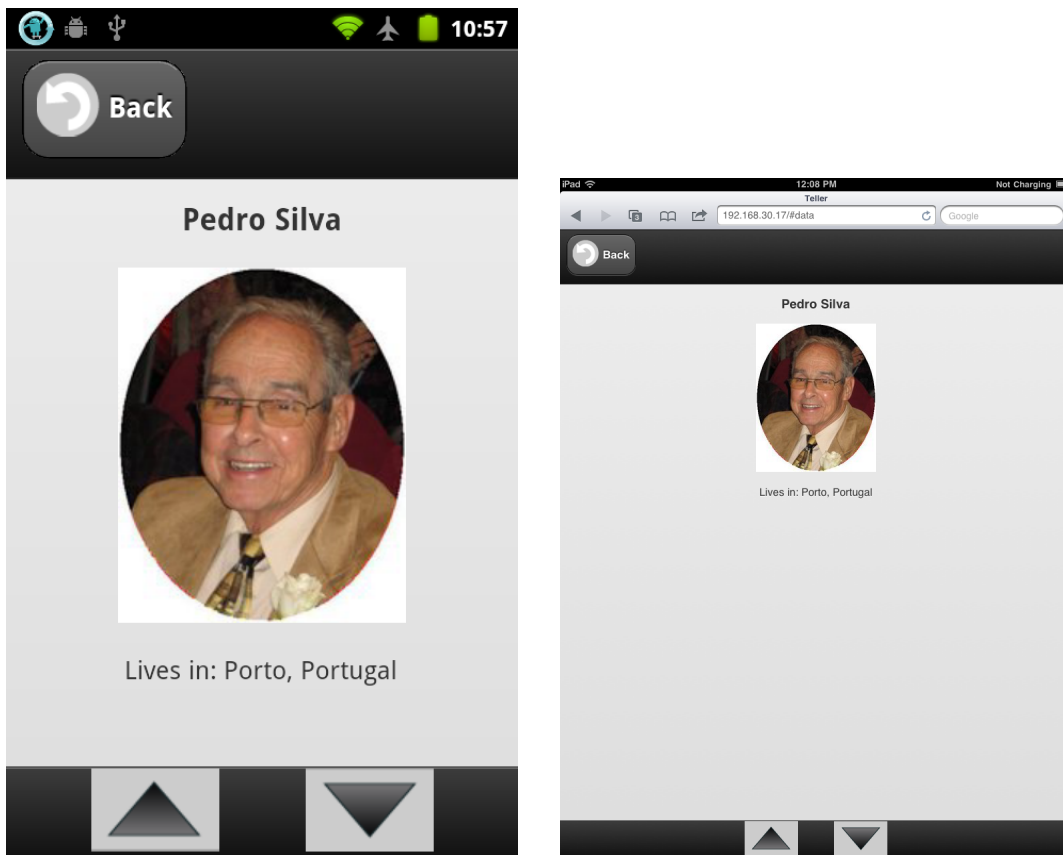 10:57
Back
Pedro Silva
Lives in: Porto, Portugal
iPad 12:08 PM Not Charging
Teller
3 192.168.30.17/#data Google
Back
Pedro Silva
Lives in: Porto, Portugal